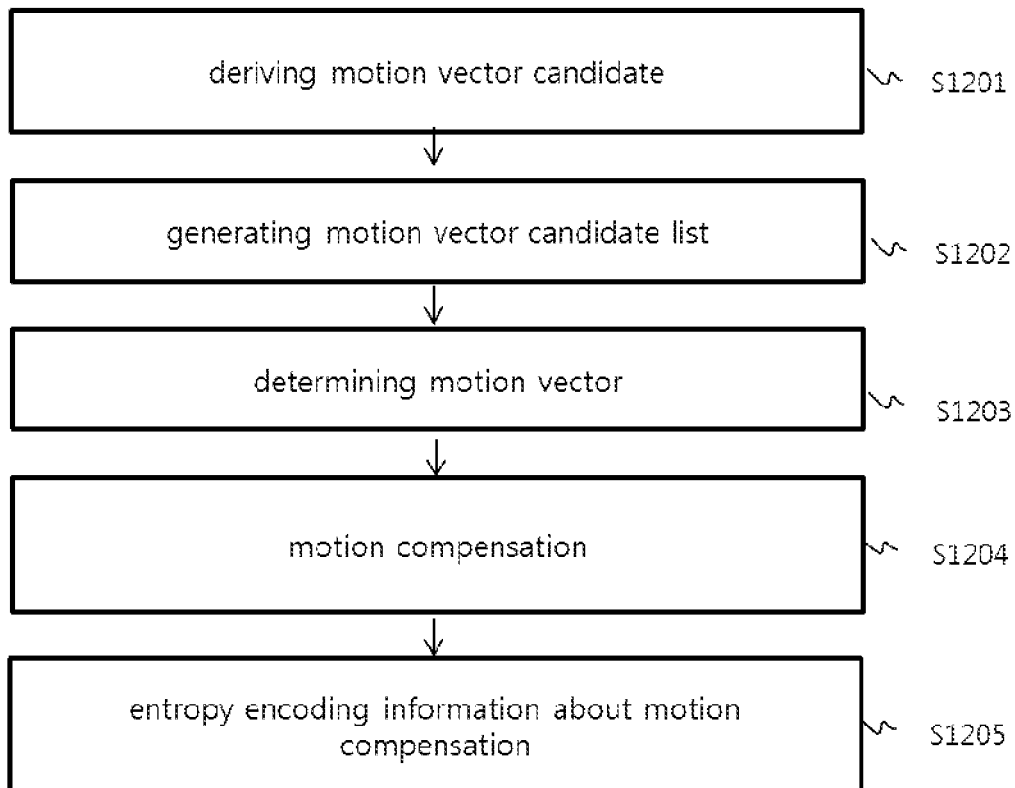 deriving motion vector candidate
S1201
generating motion vector candidate list
S1202
determining motion vector
S1203
motion compensation
S1204
entropy encoding information about motion
compensation
S1205